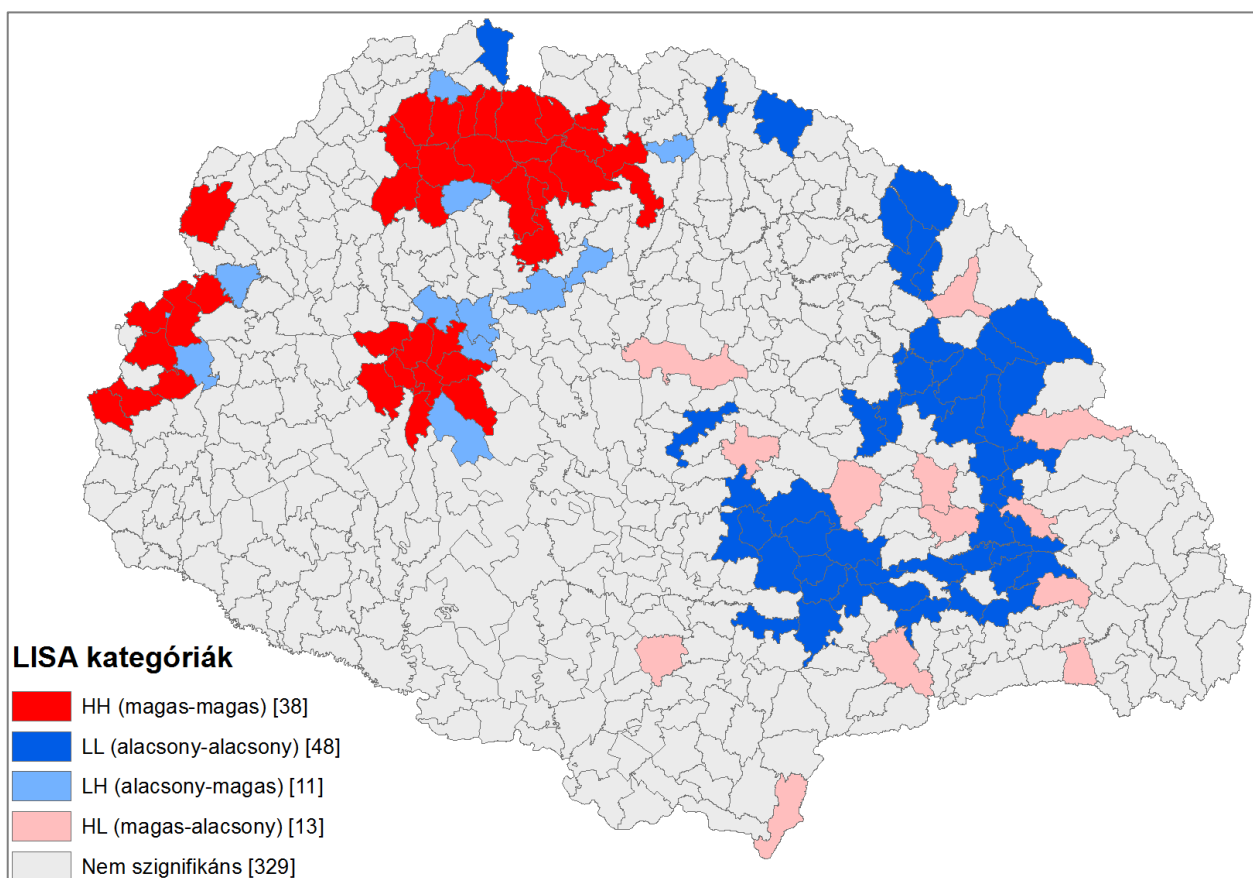 LISA kategóriák
HH (magas-magas) [38]
LL (alacsony-alacsony) [48]
LH (alacsony-magas) [11]
HL (magas-alacsony) [13]
Nem szignifikáns [329]